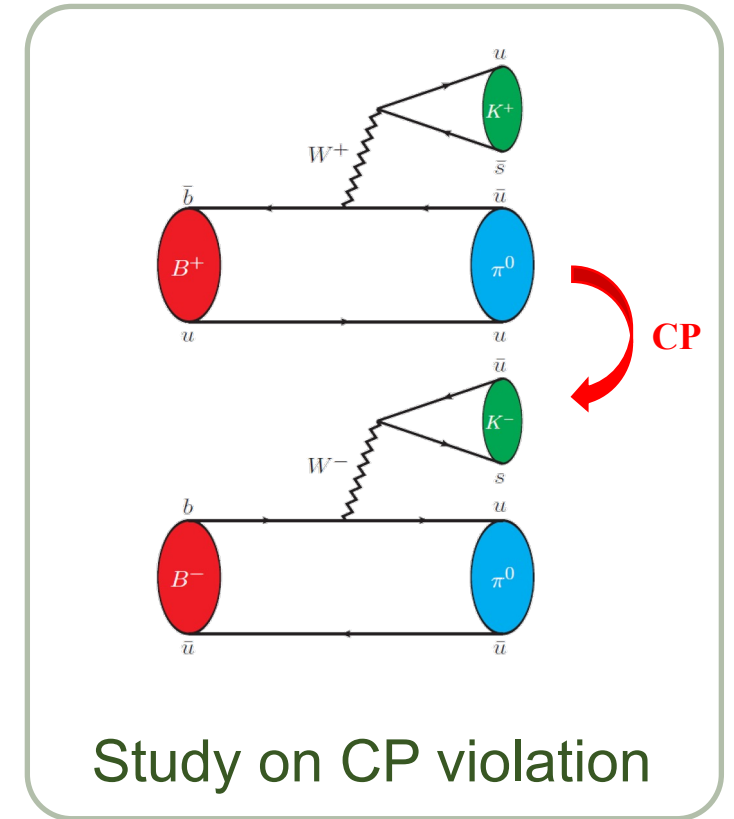 u
K⁺
W⁺
s̄
b̄
ū
B⁺
π⁰
u
u
CP
ū
K⁻
W⁻
s
b
u
B⁻
π⁰
ū
ū
Study on CP violation